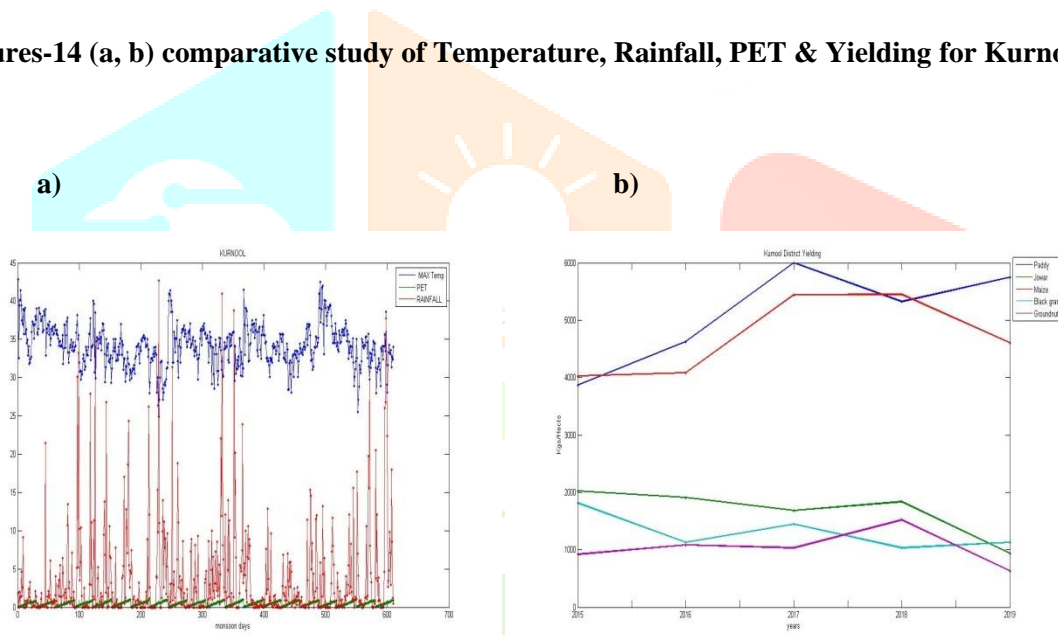 ures-14 (a, b) comparative study of Temperature, Rainfall, PET & Yielding for Kurno
a)
b)
KURNOOL
45
40
35
30
25
20
15
10
5
0
MAX Temp
PET
RAINFALL
0 100 200 300 400 500 600 700
monsoon days
Kurnool District Yielding
6000
5000
4000
3000
2000
1000
0
Kgs/Hecto
Paddy
Jowar
Maize
Black gran
Groundnut
2015 2016 2017 2018 2019
years